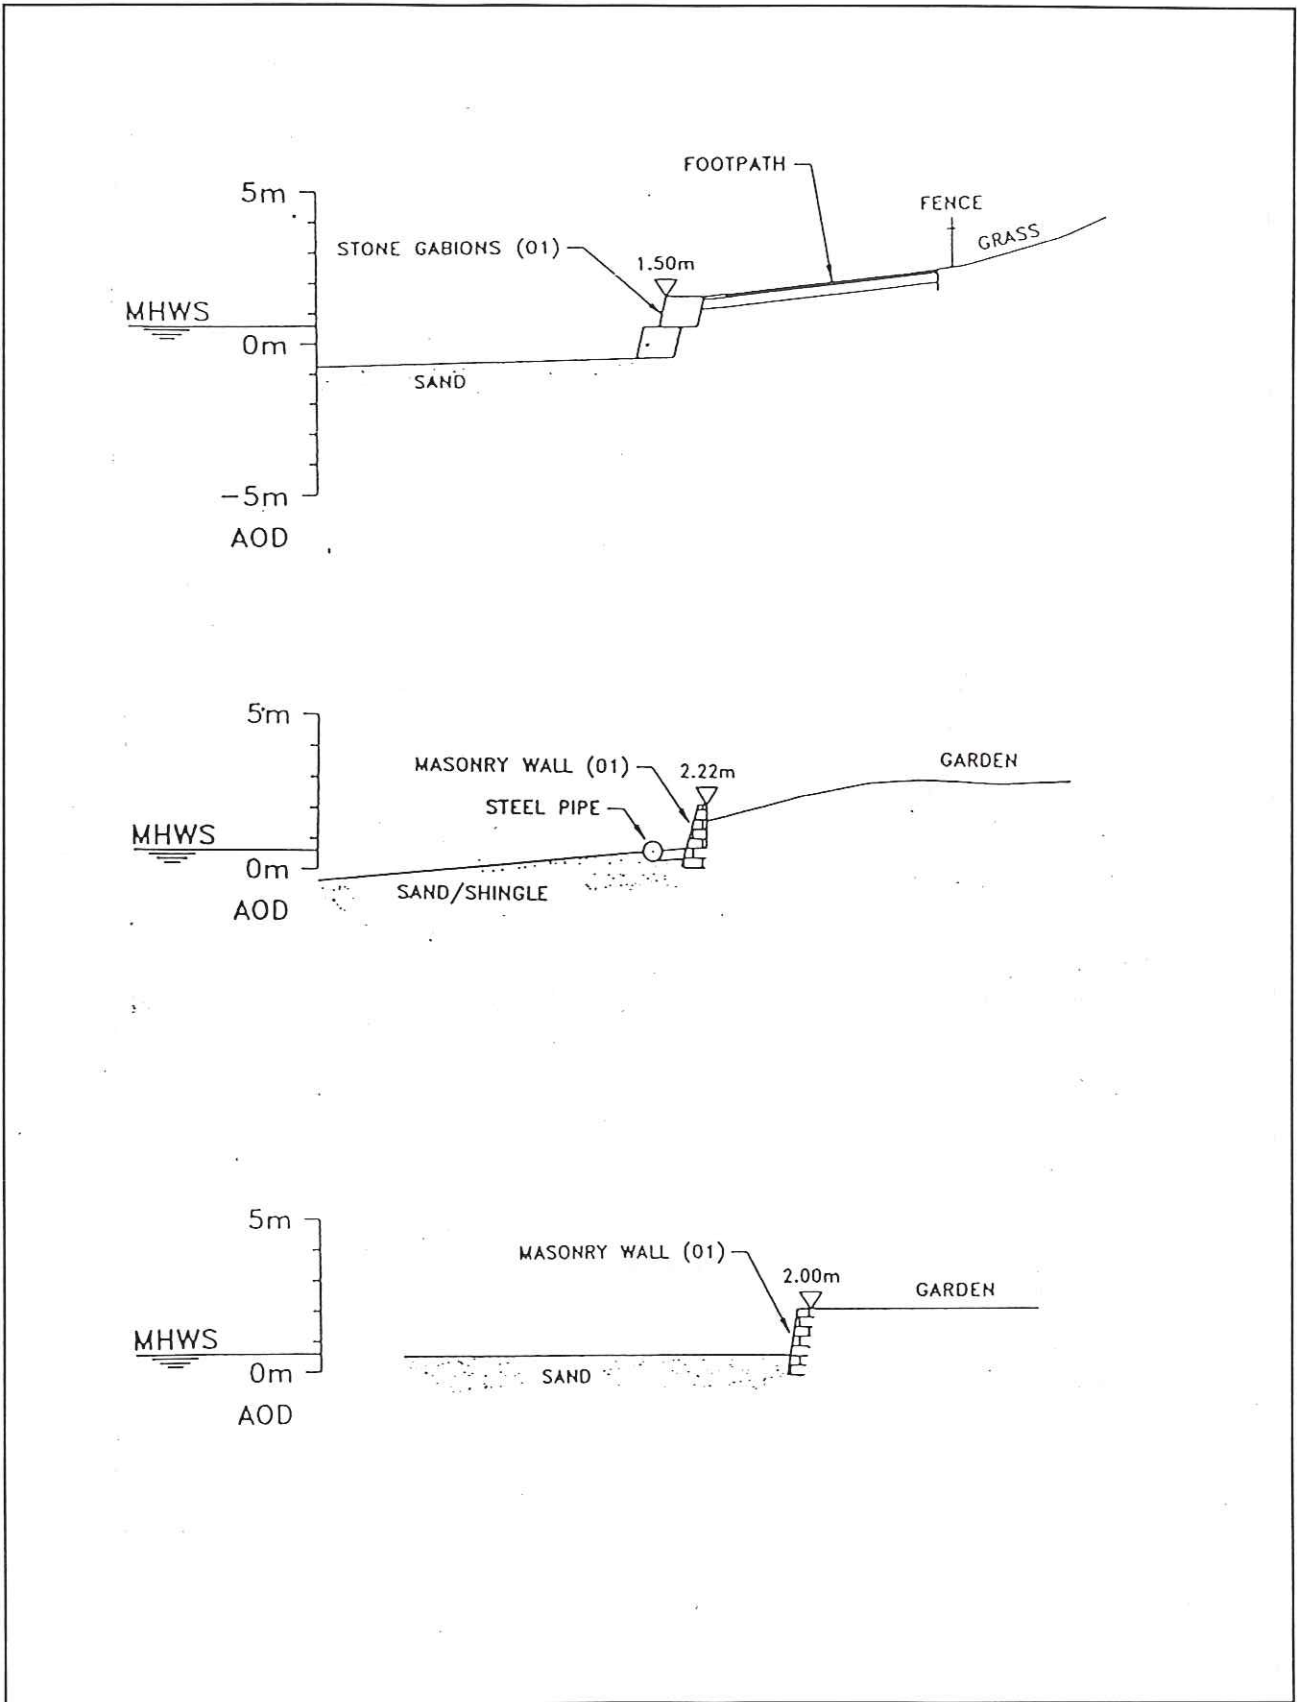 FOOTPATH
5m
FENCE
GRASS
STONE GABIONS (01)
1.50m
MHWS
0m
SAND
-5m
AOD
5m
GARDEN
MASONRY WALL (01)
2.22m
STEEL PIPE
MHWS
0m
SAND/SHINGLE
AOD
5m
MASONRY WALL (01)
2.00m
GARDEN
MHWS
0m
SAND
AOD